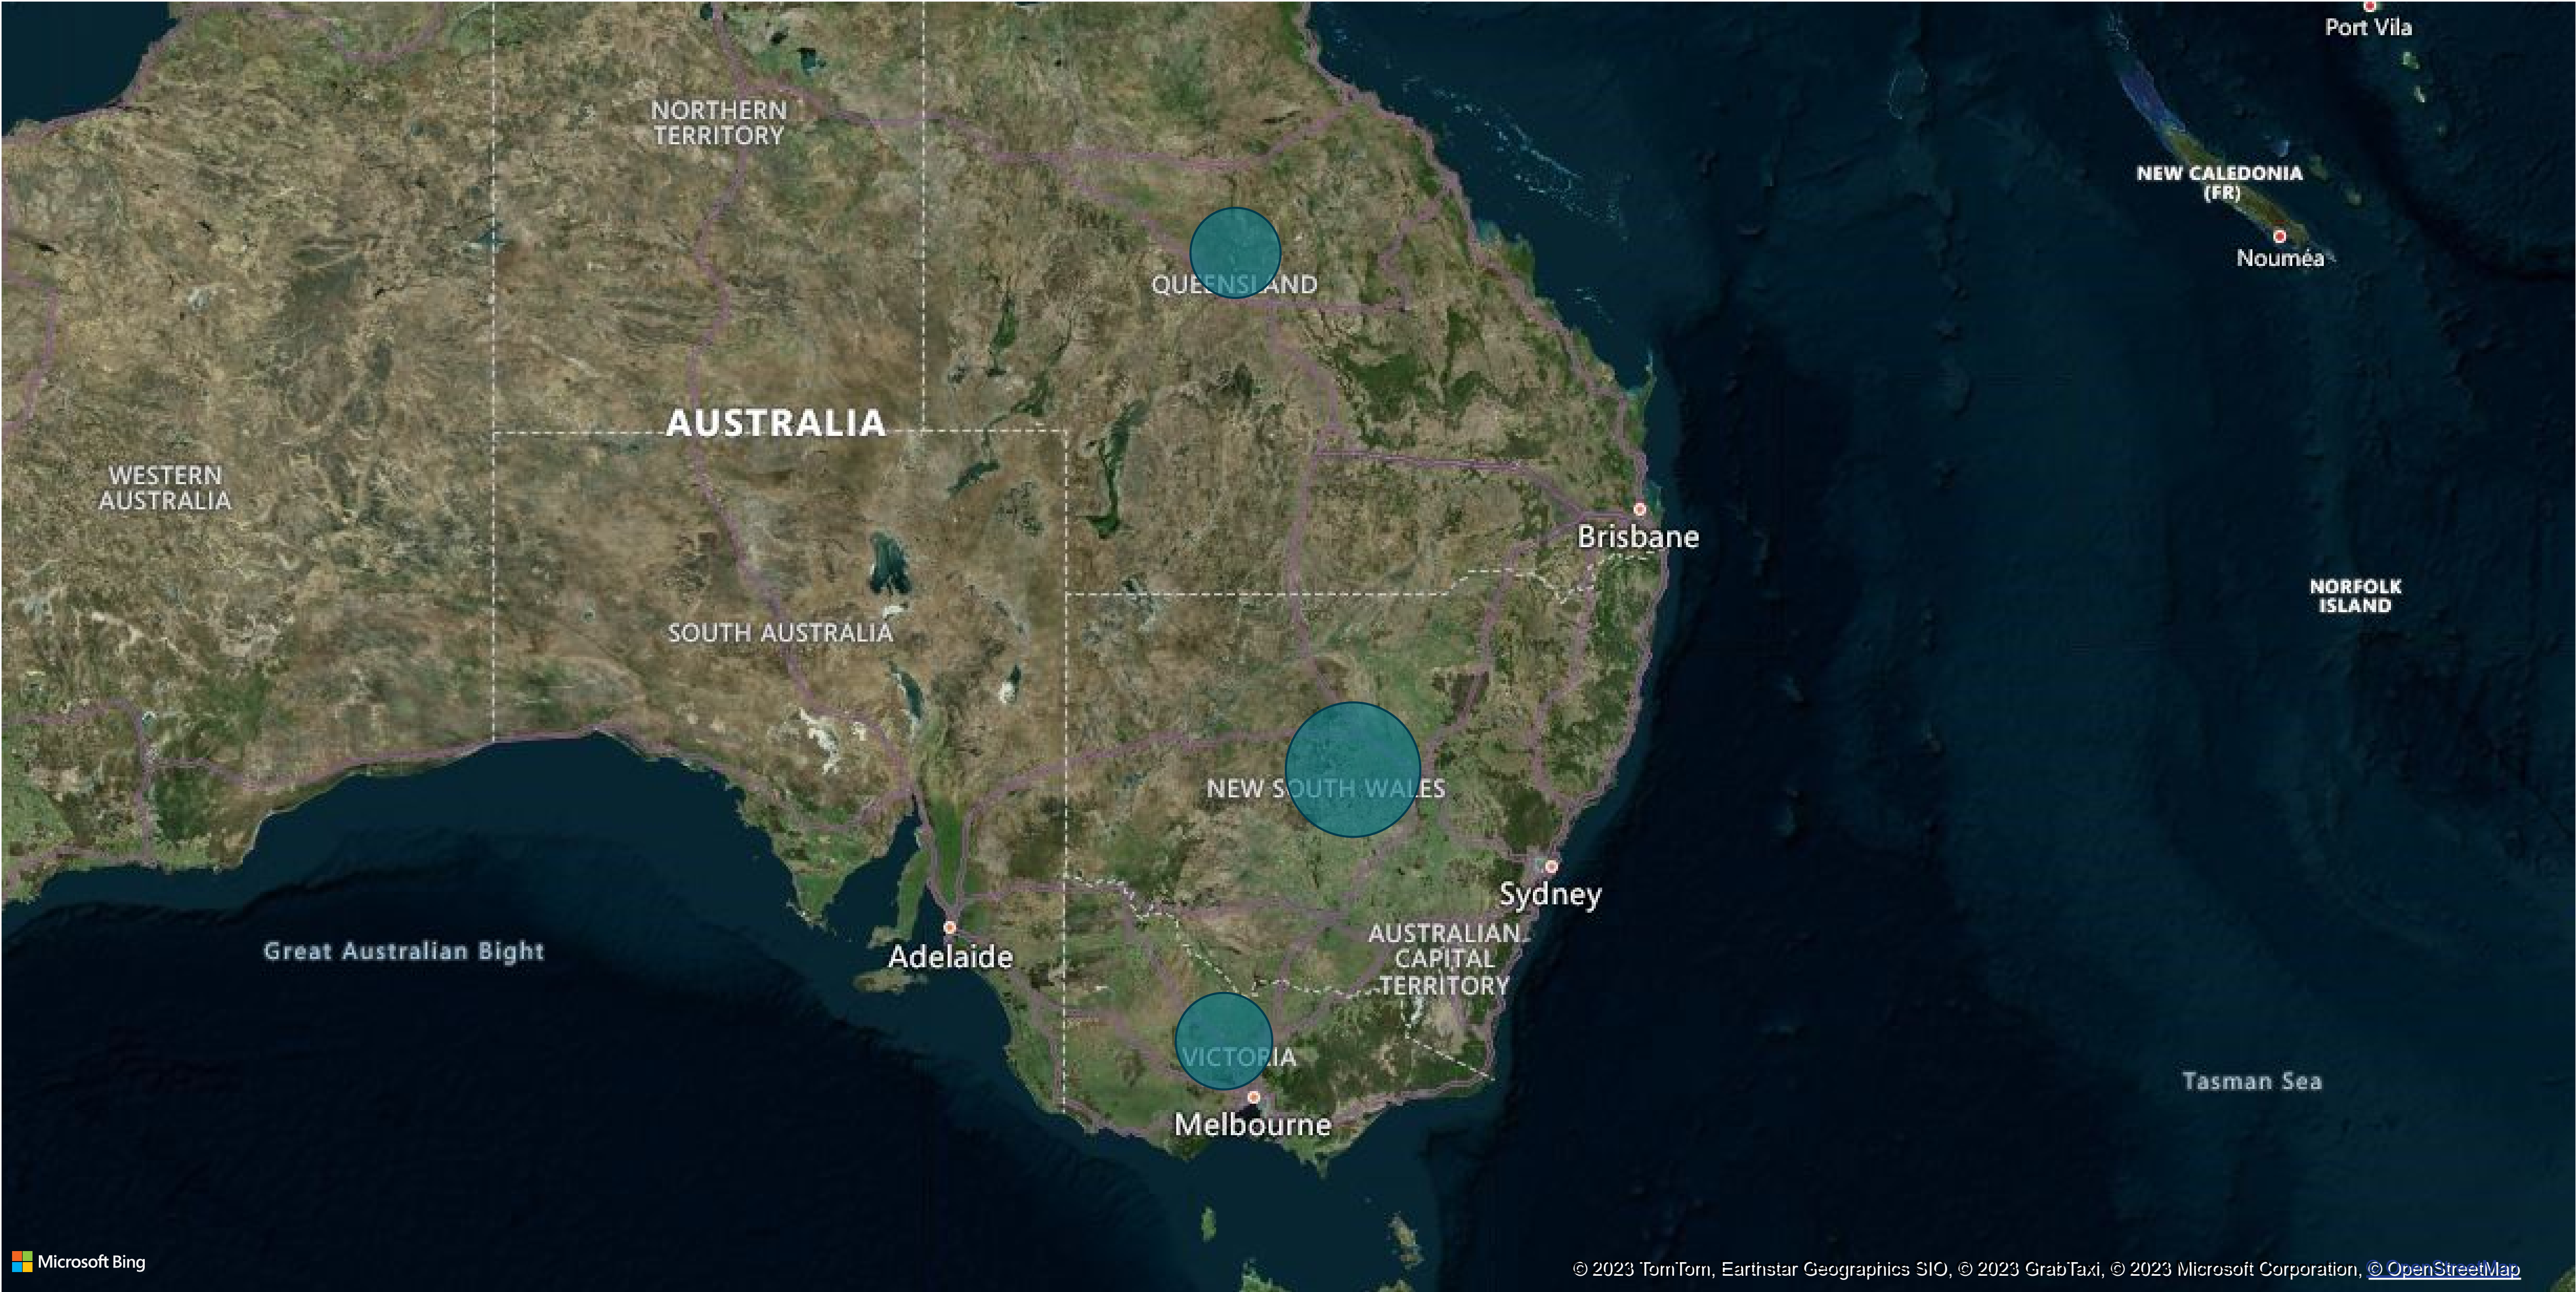 Port Vila
NORTHERN
TERRITORY
NEW CALEDONIA
(FR)
Nouméa
QUEENSLAND
AUSTRALIA
WESTERN
AUSTRALIA
Brisbane
NORFOLK
ISLAND
SOUTH AUSTRALIA
NEW SOUTH WALES
Sydney
AUSTRALIAN
CAPITAL
TERRITORY
Adelaide
Great Australian Bight
VICTORIA
Tasman Sea
Melbourne
Microsoft Bing
© 2023 TomTom, Earthstar Geographics SIO, © 2023 GrabTaxi, © 2023 Microsoft Corporation, © OpenStreetMap